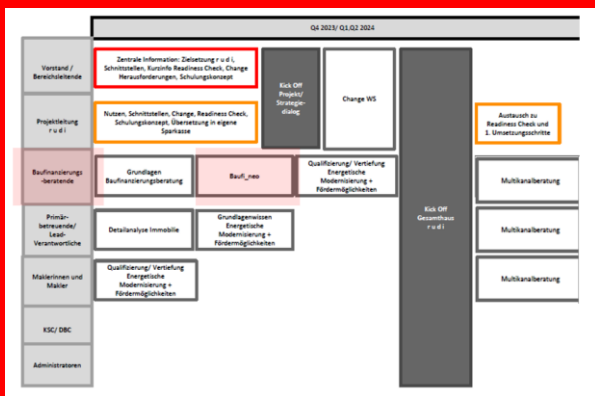 Q4 2023/ Q1,Q2 2024
Vorstand /
Bereichsleitende
Zentrale Information: Zielsetzung r u d i,
Schnittstellen, Kurzinfo Readiness Check, Change
Herausforderungen, Schulungskonzept
Kick Off
Projekt/
Strategie-
dialog
Change WS
Projektleitung
r u d i
Nutzen, Schnittstellen, Change, Readiness Check,
Schulungskonzept, Übersetzung in eigene
Sparkasse
Austausch zu
Readiness Check und
1. Umsetzungsschritte
Baufinanzierungs
-beratende
Grundlagen
Baufinanzierungsberatung
Baufi_neo
Qualifizierung/ Vertiefung
Energetische
Modernisierung +
Fördermöglichkeiten
Kick Off
Gesamthaus
r u d i
Multikanalberatung
Primär-
betreuende/
Lead-
Verantwortliche
Detailanalyse Immobilie
Grundlagenwissen
Energetische
Modernisierung +
Fördermöglichkeiten
Multikanalberatung
Maklerinnen und
Makler
Qualifizierung/ Vertiefung
Energetische
Modernisierung +
Fördermöglichkeiten
Multikanalberatung
KSC/ DBC
Administratoren